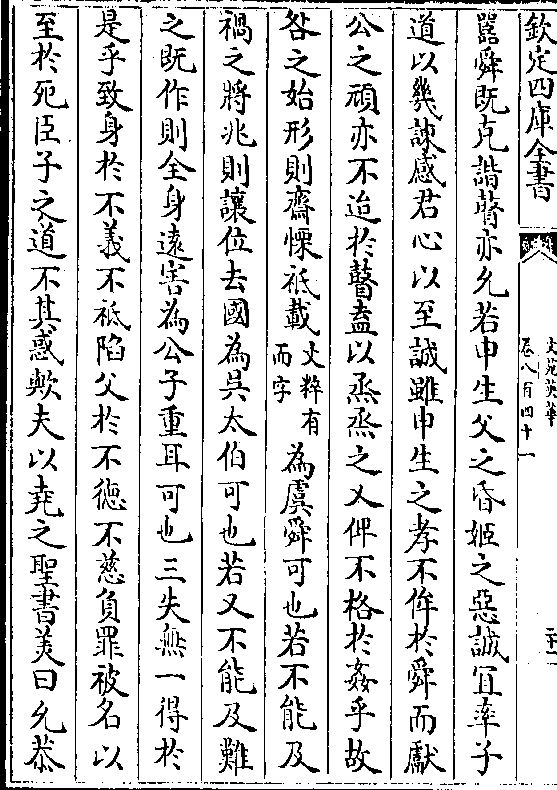 欽定四庫全書
文苑英華
卷八百四十一
嚚舜既克諧瞽亦允若申生父之昏姬之惡誠宜率子
道以幾諫感君心以至誠雖申生之孝不侔於舜而獻
公之頑亦不迨於瞽盍以烝烝之乂俾不格於姦乎故
咎之始形則齋慄祗載文粹有而字為虞舜可也若不能及
禍之將兆則讓位去國為吳太伯可也若又不能及難
之既作則全身逺害為公子重耳可也三失無一得於
是乎致身於不義不祗陷父於不徳不慈負罪被名以
至於死臣子之道不其惑歟夫以堯之聖書美曰允恭